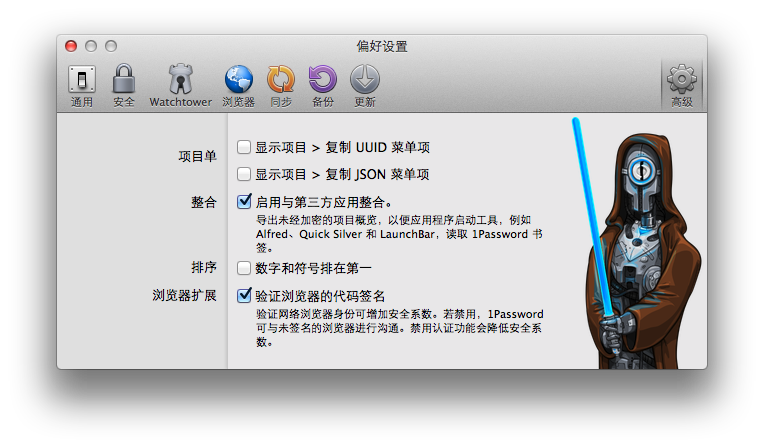 偏好设置
通用 安全 Watchtower 浏览器 同步 备份 更新 高级
项目单 显示项目 > 复制 UUID 菜单项
显示项目 > 复制 JSON 菜单项
整合 启用与第三方应用整合。
导出未经加密的项目概览，以便应用程序启动工具，例如
Alfred、Quick Silver 和 LaunchBar，读取 1Password 书
签。
排序 数字和符号排在第一
浏览器扩展 验证浏览器的代码签名
验证网络浏览器身份可增加安全系数。若禁用，1Password
可与未签名的浏览器进行沟通。禁用认证功能会降低安全系
数。